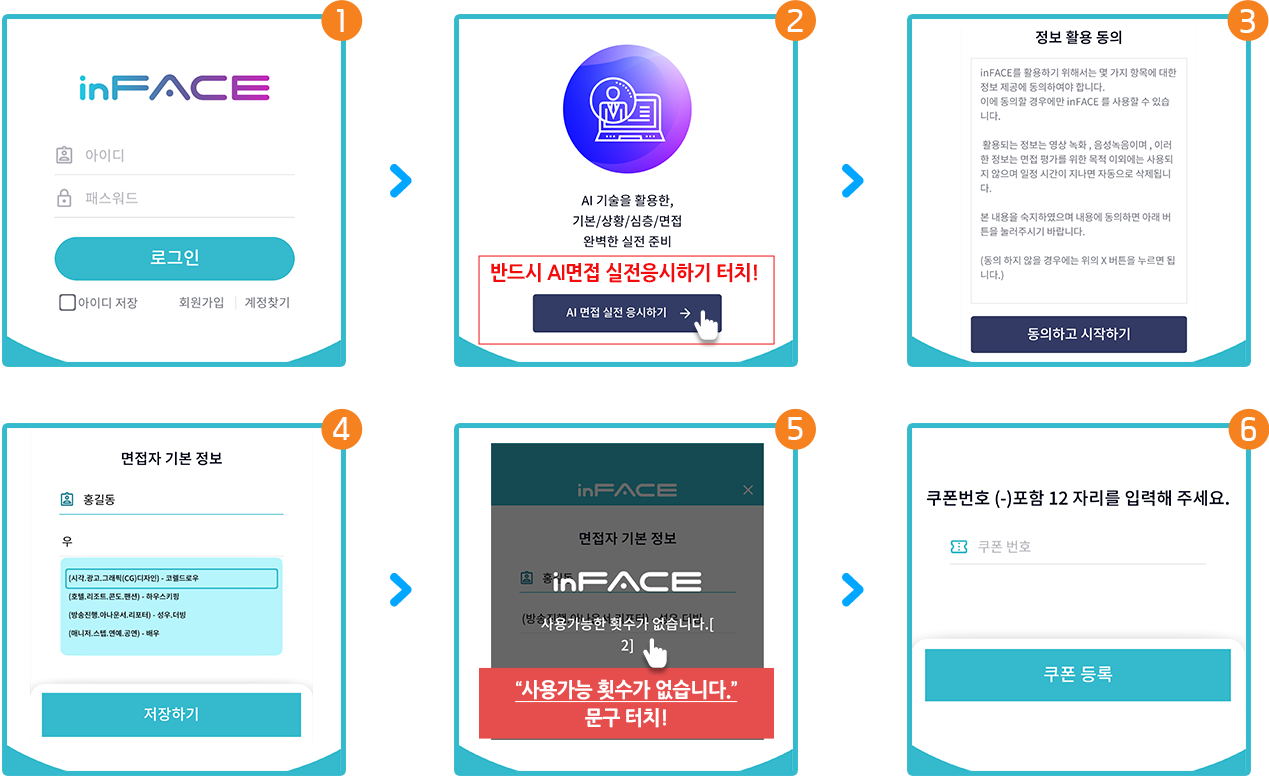 1
inFACE
아이디
패스워드
로그인
아이디 저장 회원가입 계정찾기
2
AI 기술을 활용한,
기본/상황/심층/면접
완벽한 실전 준비
반드시 AI면접 실전응시하기 터치!
AI 면접 실전 응시하기 →
3
정보 활용 동의
inFACE를 활용하기 위해서는 몇 가지 항목에 대한
정보 제공에 동의하여야 합니다.
이에 동의할 경우에만 inFACE 를 사용할 수 있습
니다.
활용되는 정보는 영상 녹화 , 음성녹음이며 , 이러
한 정보는 면접 평가를 위한 목적 이외에는 사용되
지 않으며 일정 시간이 지나면 자동으로 삭제됩니
다.
본 내용을 숙지하였으며 내용에 동의하면 아래 버
튼을 눌러주시기 바랍니다.
(동의 하지 않을 경우에는 위의 X 버튼을 누르면 됩
니다.)
동의하고 시작하기
4
면접자 기본 정보
홍길동
우
(시각.광고.그래픽(CG)디자인) - 코렐드로우
(호텔.리조트.콘도.팬션) - 하우스키핑
(방송진행.아나운서.리포터) - 성우.더빙
(매니저.스텝.연예.공연) - 배우
저장하기
5
inFACE
면접자 기본 정보
홍길동
inFACE
(방송진행.아나운서.리포터) - 성우.더빙
사용가능한 횟수가 없습니다.[
2]
“사용가능 횟수가 없습니다.”
문구 터치!
6
쿠폰번호 (-)포함 12 자리를 입력해 주세요.
쿠폰 번호
쿠폰 등록